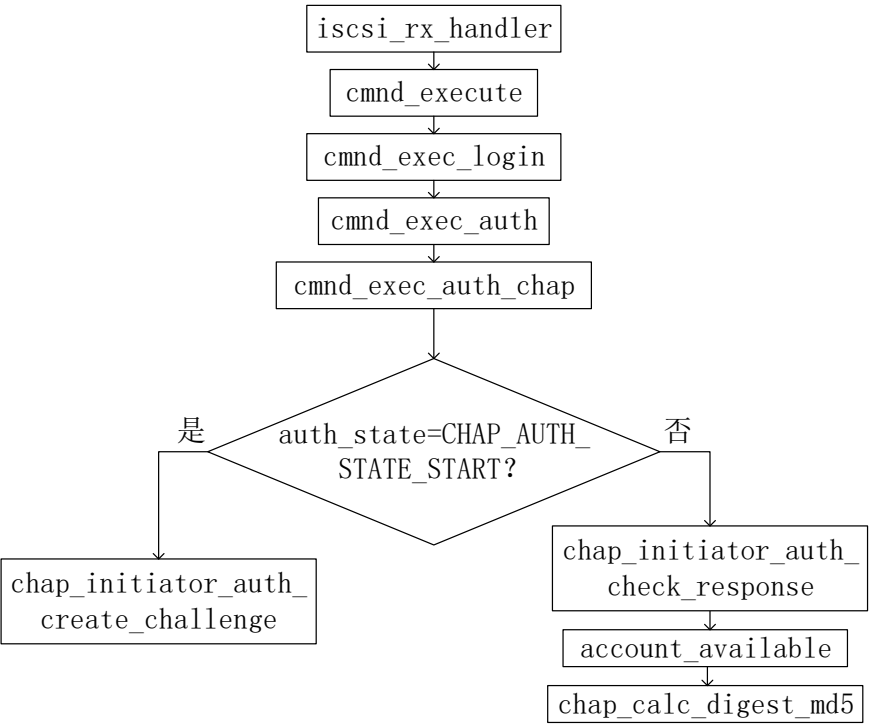 iscsi_rx_handler
cmnd_execute
cmnd_exec_login
cmnd_exec_auth
cmnd_exec_auth_chap
是
否
auth_state=CHAP_AUTH_
STATE_START？
chap_initiator_auth_
create_challenge
chap_initiator_auth_
check_response
account_available
chap_calc_digest_md5